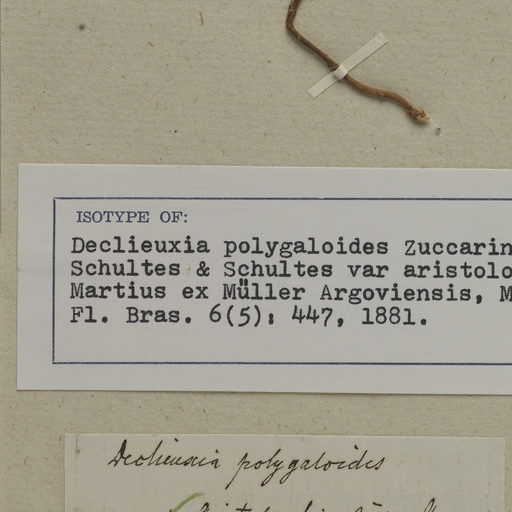 ISOTYPE OF:
Declieuxia polygaloides Zuccarin
Schultes & Schultes var aristolo
Martius ex Müller Argoviensis, M
Fl. Bras. 6(5): 447, 1881.
Declieuxia polygaloides